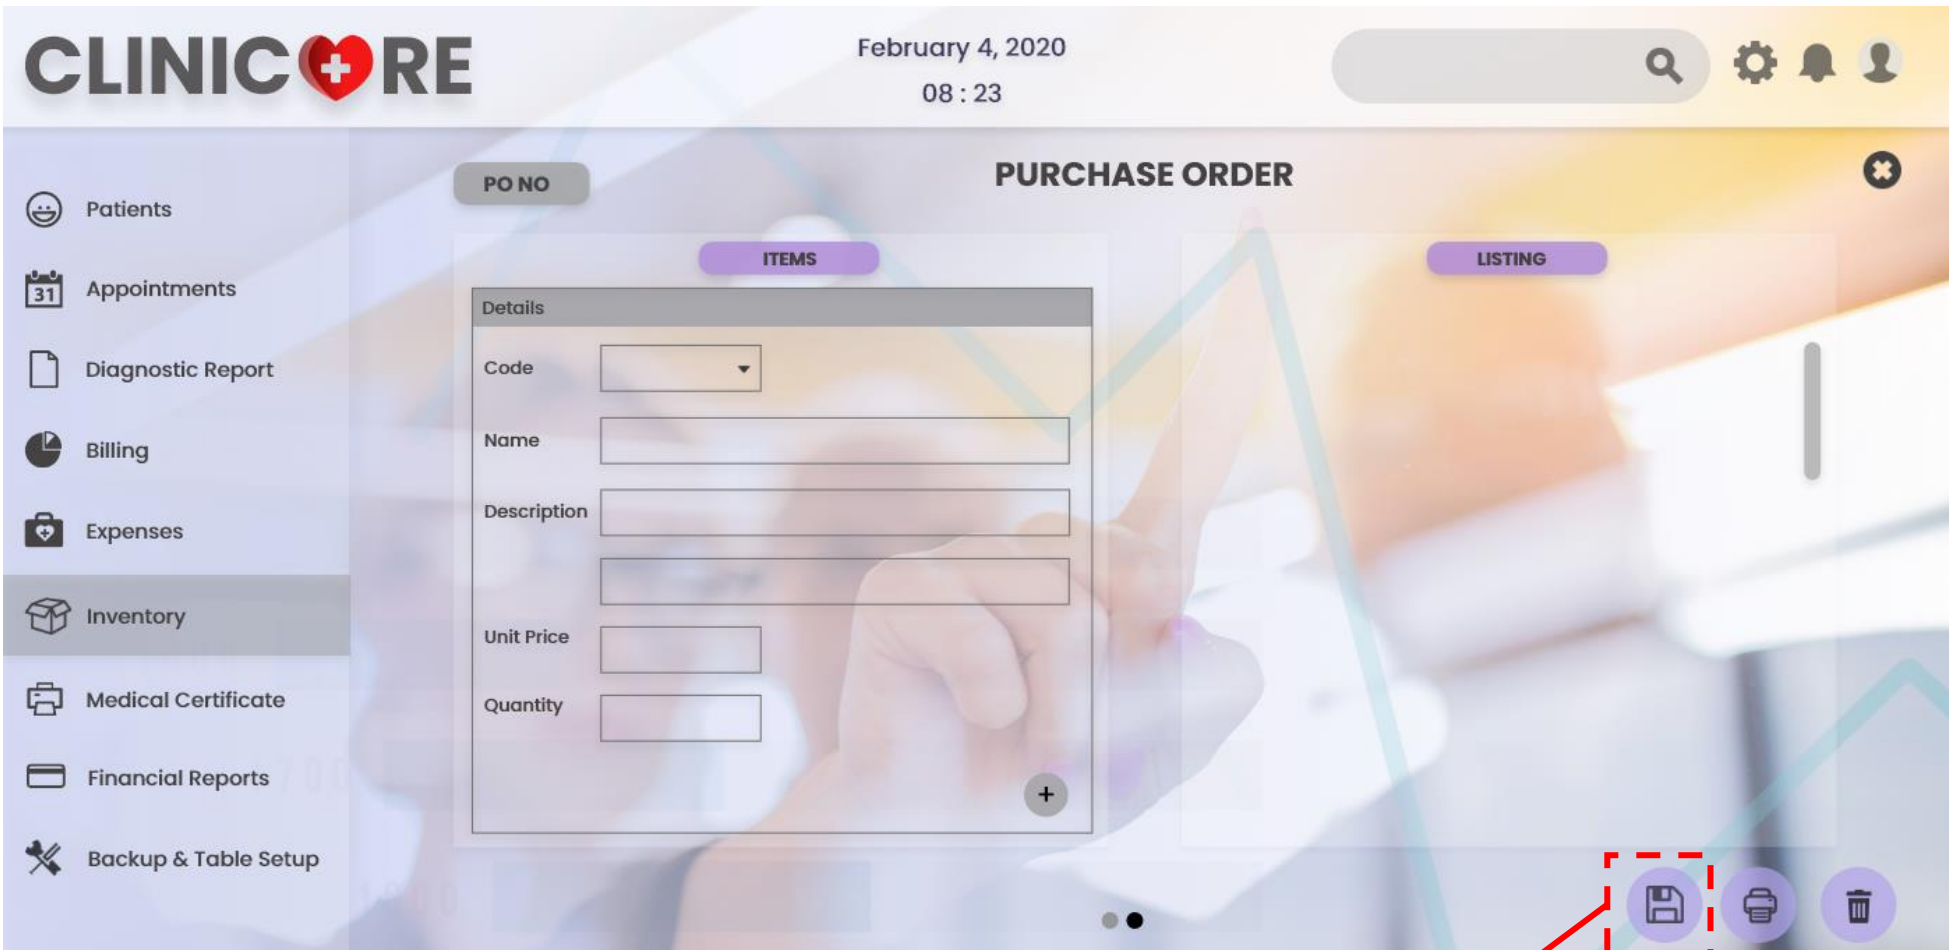 CLINICORE
February 4, 2020
08 : 23
Patients
Appointments
31
Diagnostic Report
Billing
Expenses
Inventory
Medical Certificate
Financial Reports
Backup & Table Setup
PO NO
PURCHASE ORDER
ITEMS
Details
Code
Name
Description
Unit Price
Quantity
+
LISTING